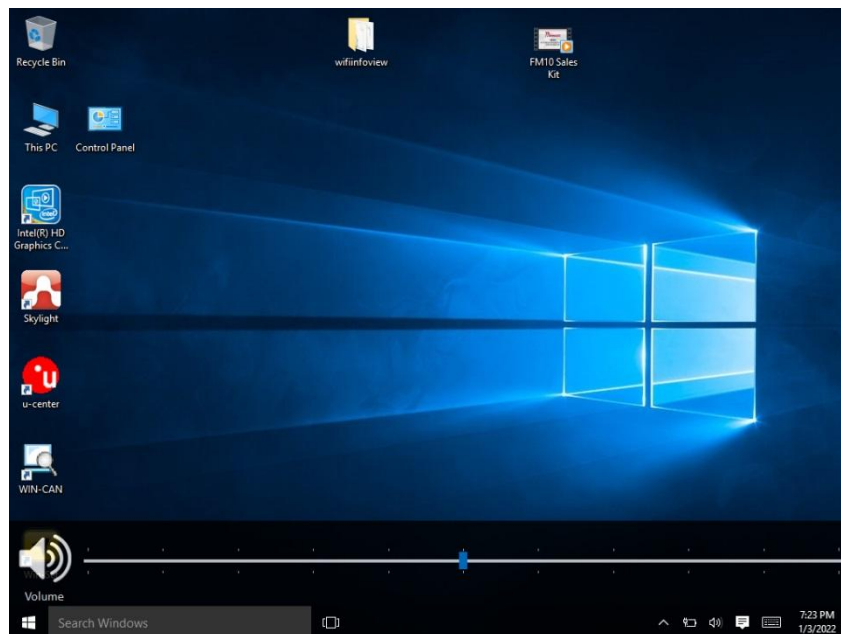 Recycle Bin
wifiinfoview
FM10 Sales
Kit
This PC
Control Panel
intel
Intel(R) HD
Graphics C...
Skylight
u
u-center
WIN-CAN
Volume
Search Windows
7:23 PM
1/3/2022